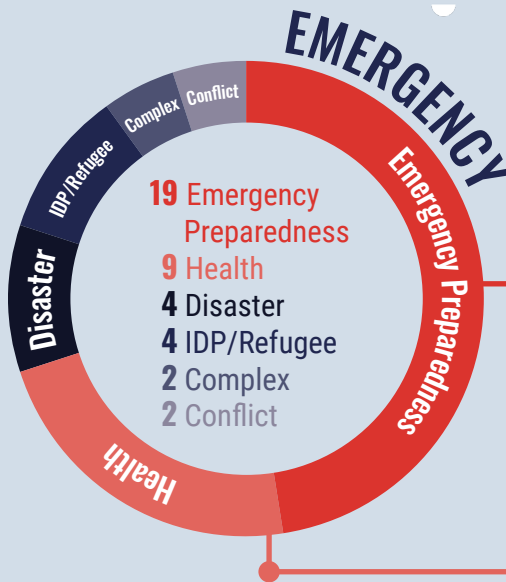 EMERGENCY
Conflict
Complex
IDP/Refugee
Disaster
Health
Emergency Preparedness
19 Emergency
Preparedness
9 Health
4 Disaster
4 IDP/Refugee
2 Complex
2 Conflict